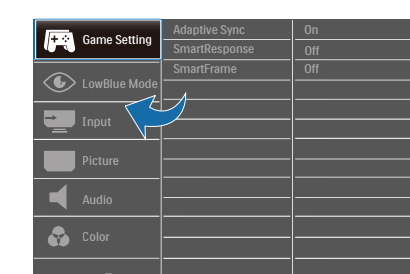 Game Setting
Adaptive Sync On
SmartResponse Off
SmartFrame Off
LowBlue Mode
Input
Picture
Audio
Color